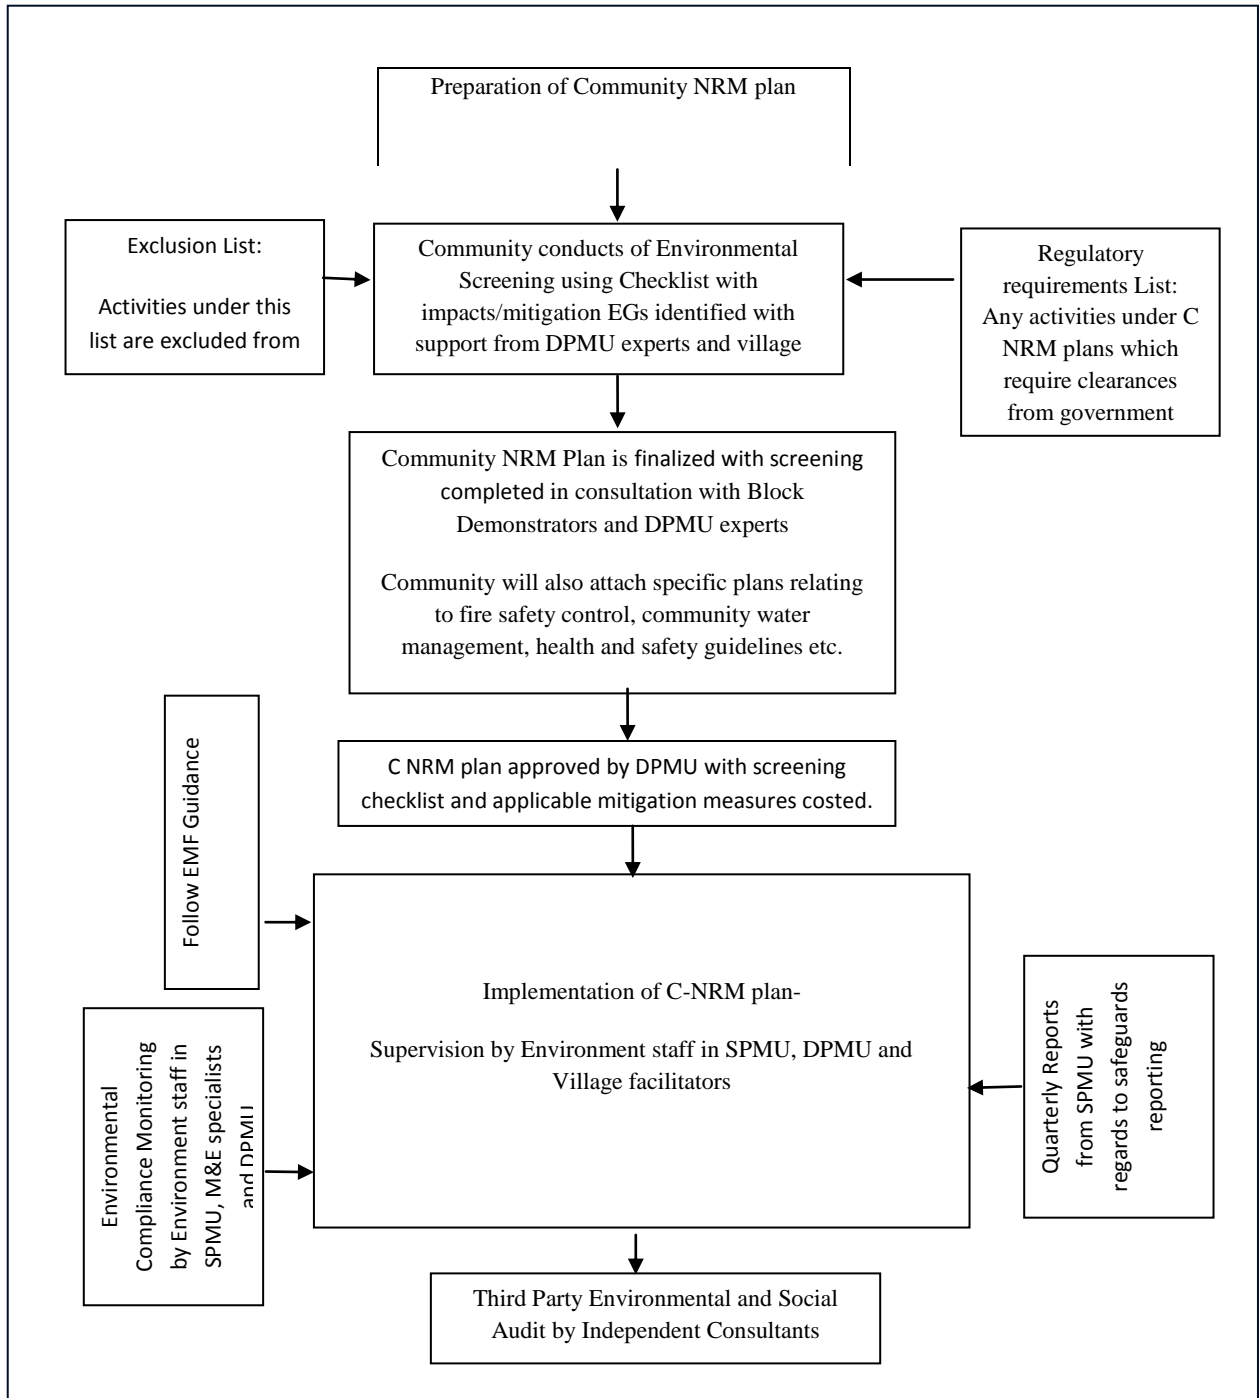 Preparation of Community NRM plan
Exclusion List:
Activities under this
list are excluded from
Community conducts of Environmental
Screening using Checklist with
impacts/mitigation EGs identified with
support from DPMU experts and village
Regulatory
requirements List:
Any activities under C
NRM plans which
require clearances
from government
Community NRM Plan is finalized with screening
completed in consultation with Block
Demonstrators and DPMU experts
Community will also attach specific plans relating
to fire safety control, community water
management, health and safety guidelines etc.
C NRM plan approved by DPMU with screening
checklist and applicable mitigation measures costed.
Follow EMF Guidance
Environmental
Compliance Monitoring
by Environment staff in
SPMU, M&E specialists
and DPMU
Implementation of C-NRM plan-
Supervision by Environment staff in SPMU, DPMU and
Village facilitators
Quarterly Reports
from SPMU with
regards to safeguards
reporting
Third Party Environmental and Social
Audit by Independent Consultants